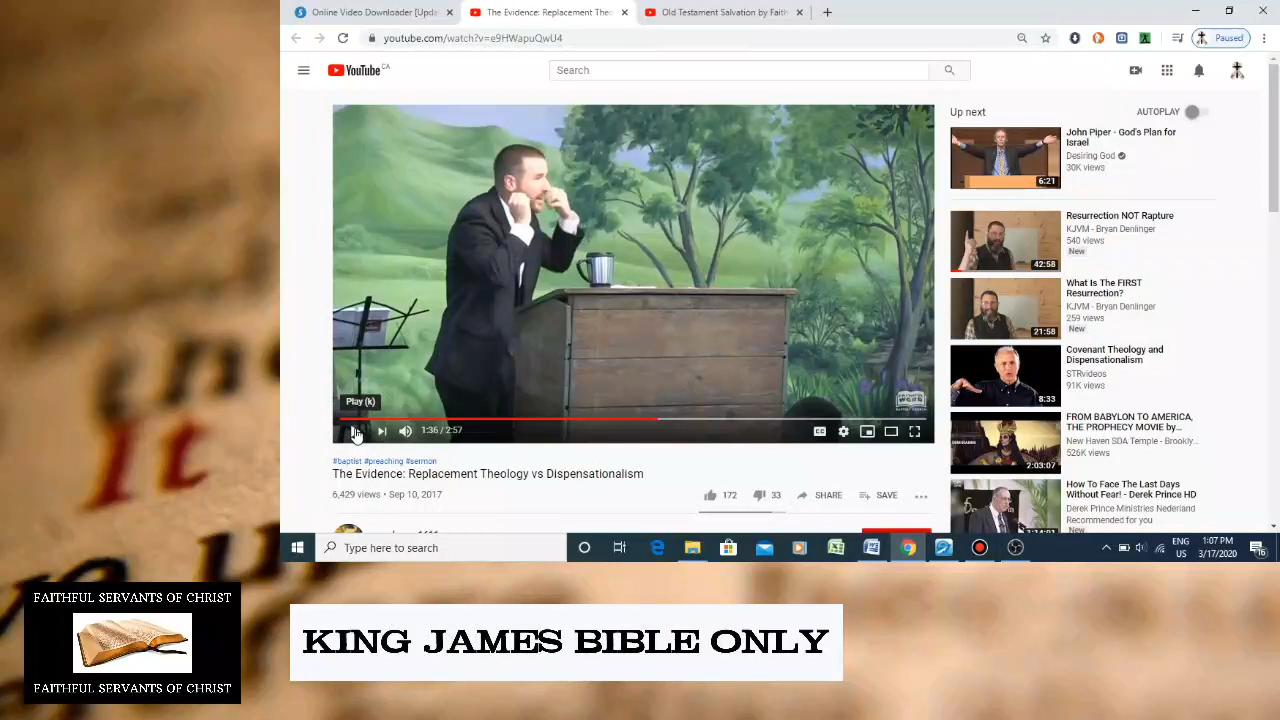 Online Video Downloader [Upda
The Evidence: Replacement Theo
Old Testament Salvation by Faith
youtube.com/watch?v=e9HWapuQwU4
Paused
YouTube CA
Search
Up next
AUTOPLAY
John Piper - God's Plan for
Israel
Desiring God
30K views
6:21
Resurrection NOT Rapture
KJVM - Bryan Denlinger
540 views
New
42:58
What Is The FIRST
Resurrection?
KJVM - Bryan Denlinger
259 views
New
21:58
Covenant Theology and
Dispensationalism
STRvideos
91K views
8:33
FROM BABYLON TO AMERICA,
THE PROPHECY MOVIE by...
New Haven SDA Temple - Brookly...
526K views
2:03:07
How To Face The Last Days
Without Fear! - Derek Prince HD
Derek Prince Ministries Nederland
Recommended for you
Play (k)
1:36 / 2:57
#baptist #preaching #sermon
The Evidence: Replacement Theology vs Dispensationalism
6,429 views • Sep 10, 2017
172
33
SHARE
SAVE
Type here to search
ENG
US
1:07 PM
3/17/2020
the
It
FAITHFUL SERVANTS OF CHRIST
FAITHFUL SERVANTS OF CHRIST
KING JAMES BIBLE ONLY